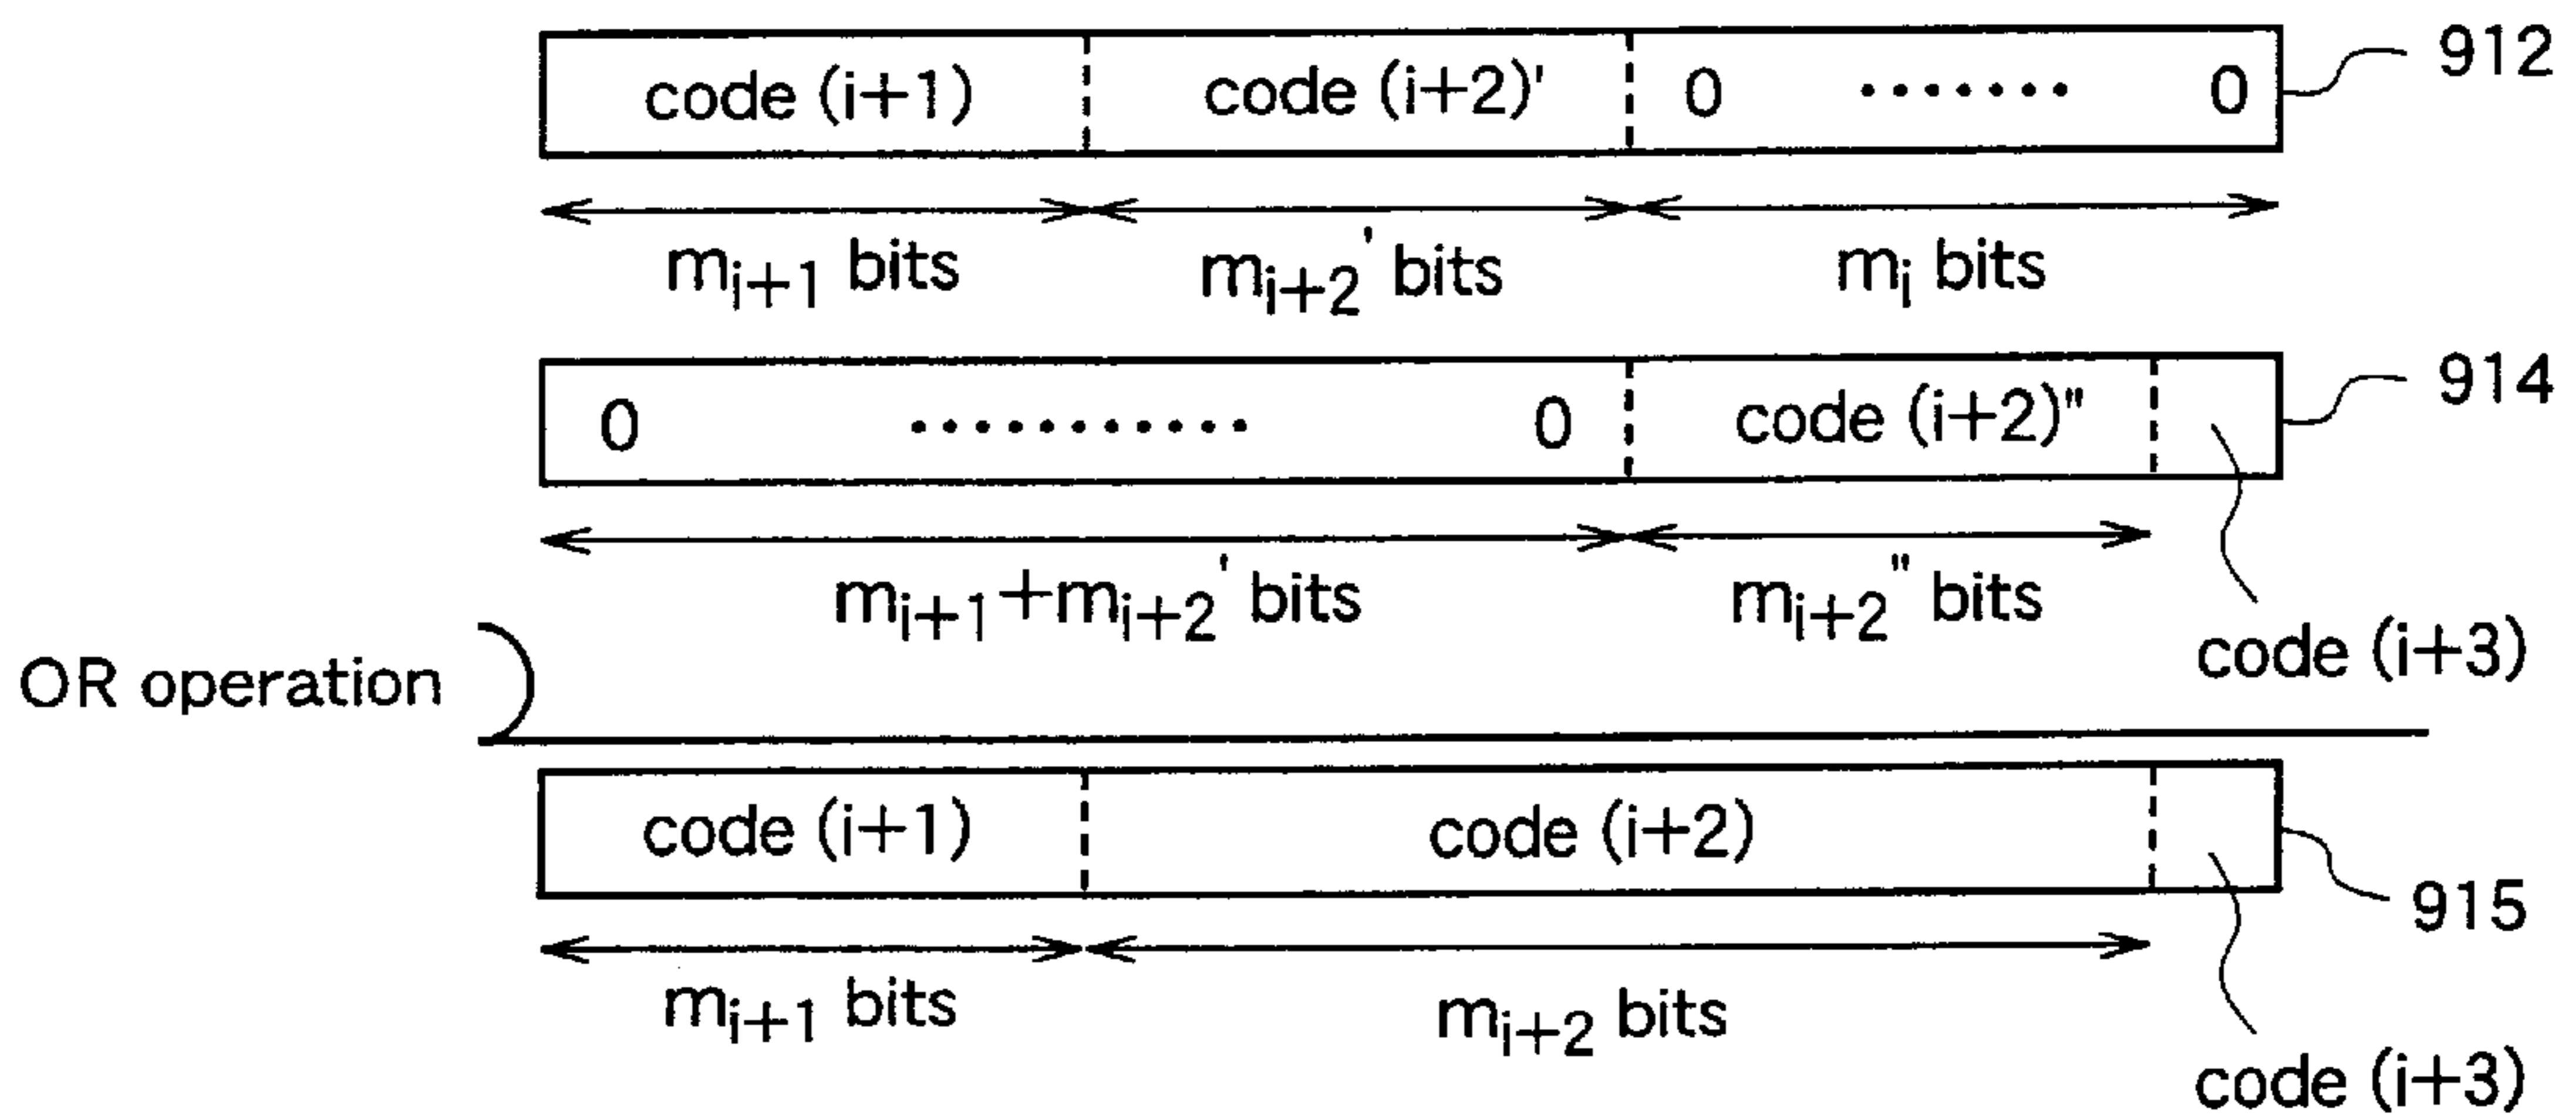 code (i+1) code (i+2)' 0 ······· 0 912
mi+1 bits mi+2' bits mi bits
0 ··········· 0 code (i+2)" 914
mi+1+mi+2' bits mi+2" bits
code (i+3)
OR operation
code (i+1) code (i+2) 915
mi+1 bits mi+2 bits
code (i+3)